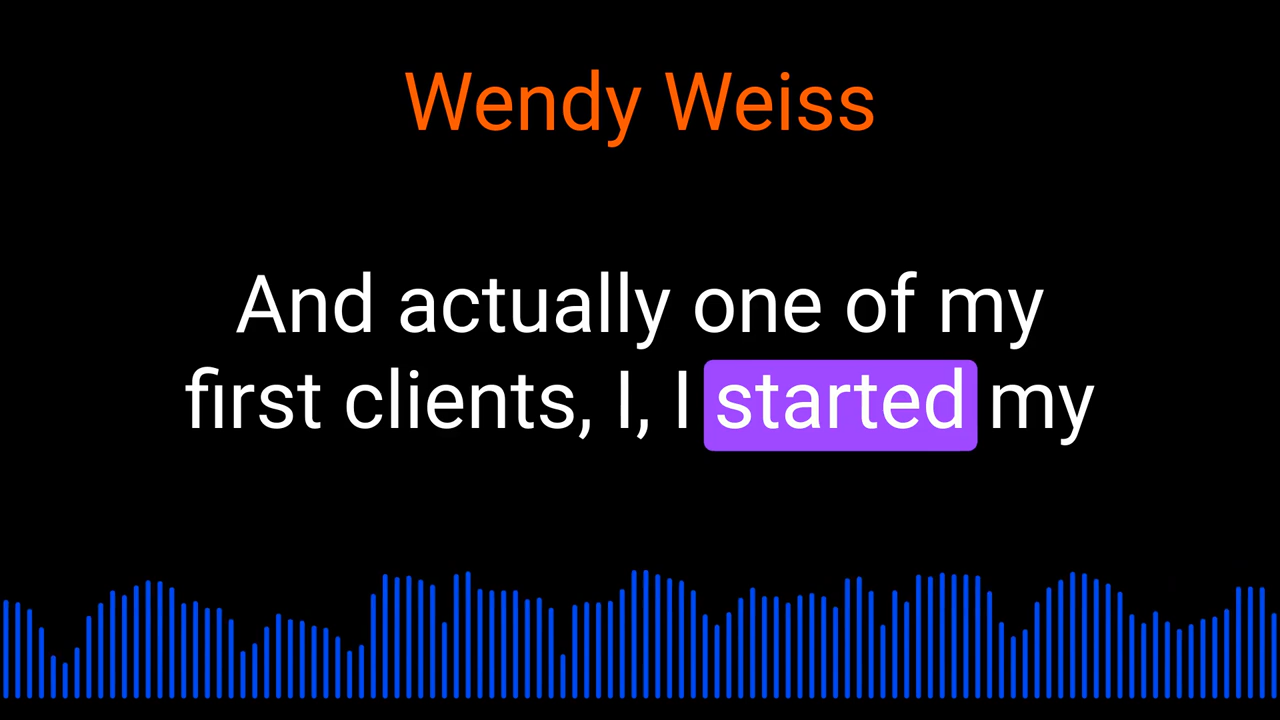 Wendy Weiss
And actually one of my
first clients, I, I started my